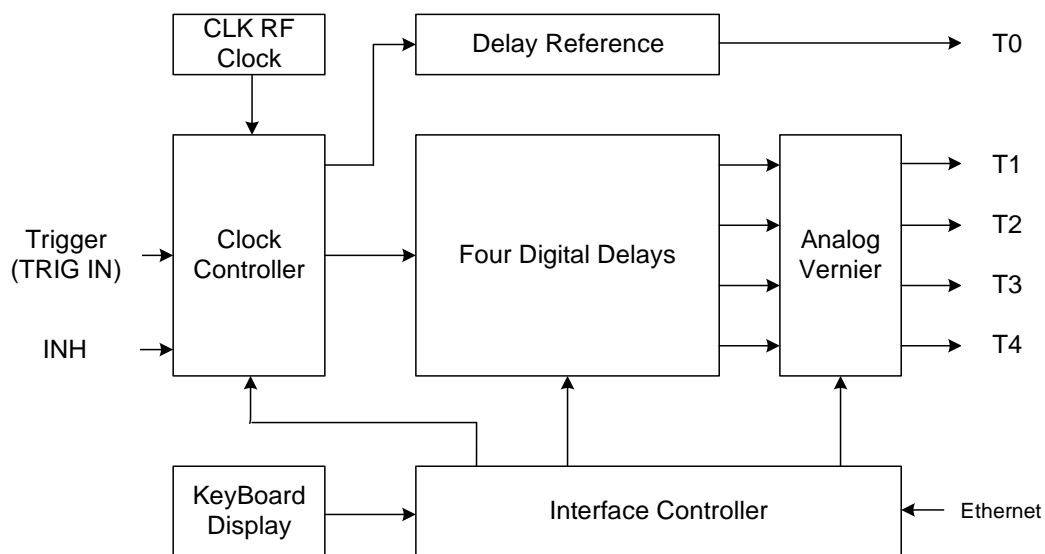 CLK RF
Clock
Delay Reference
T0
Trigger
(TRIG IN)
INH
Clock
Controller
Four Digital Delays
Analog
Vernier
T1
T2
T3
T4
KeyBoard
Display
Interface Controller
Ethernet